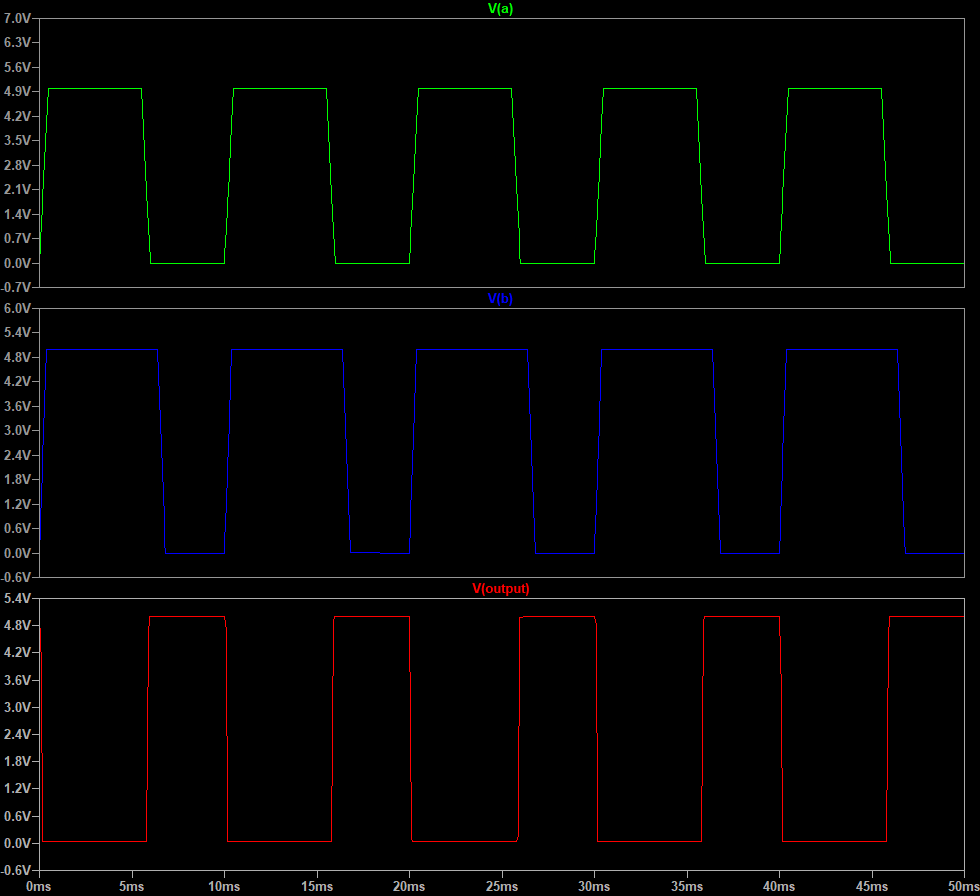 V(a)
7.0V
6.3V
5.6V
4.9V
4.2V
3.5V
2.8V
2.1V
1.4V
0.7V
0.0V
-0.7V
V(b)
6.0V
5.4V
4.8V
4.2V
3.6V
3.0V
2.4V
1.8V
1.2V
0.6V
0.0V
-0.6V
V(output)
5.4V
4.8V
4.2V
3.6V
3.0V
2.4V
1.8V
1.2V
0.6V
0.0V
-0.6V
0ms 5ms 10ms 15ms 20ms 25ms 30ms 35ms 40ms 45ms 50ms